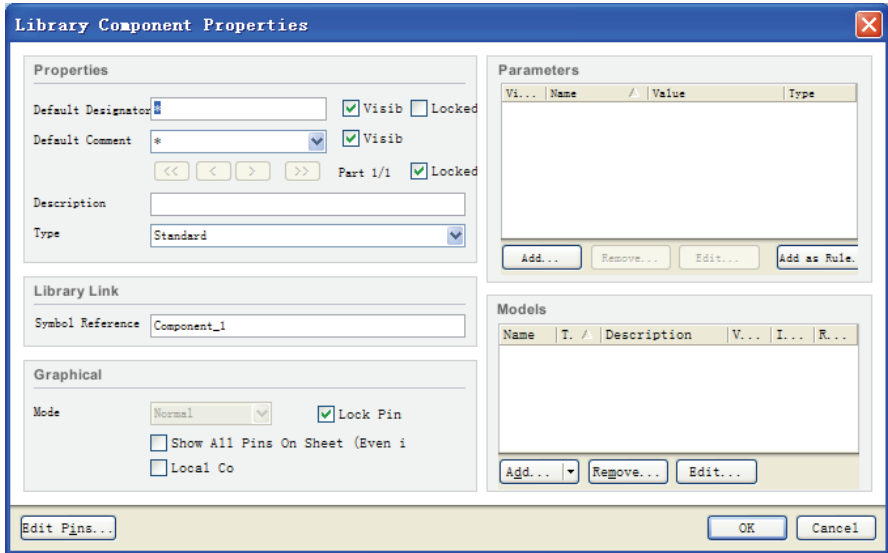 Library Component Properties
Properties
Default Designator * Visib Locked
Default Comment * Visib
<< < > >> Part 1/1 Locked
Description
Type Standard
Library Link
Symbol Reference Component_1
Graphical
Mode Normal Lock Pin
Show All Pins On Sheet (Even i
Local Co
Parameters
Vi... Name Value Type
Add... Remove... Edit... Add as Rule.
Models
Name T. Description V... I... R...
Add... Remove... Edit...
Edit Pins... OK Cancel